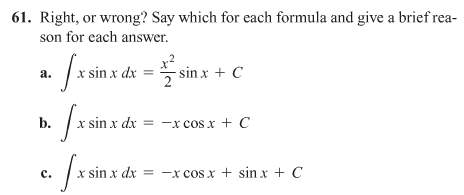 61. Right, or wrong? Say which for each formula and give a brief rea-
son for each answer.
a. ∫ x sin x dx = x²/2 sin x + C
b. ∫ x sin x dx = −x cos x + C
c. ∫ x sin x dx = −x cos x + sin x + C